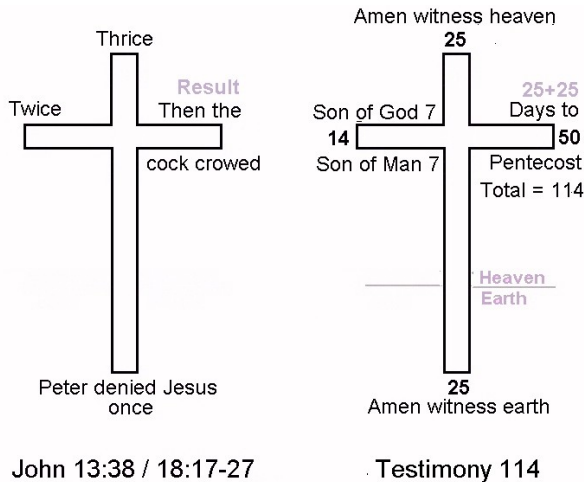 Thrice
Result
Twice
Then the
cock crowed
Peter denied Jesus
once
John 13:38 / 18:17-27
Amen witness heaven
25
25+25
Son of God 7
Days to
14
50
Son of Man 7
Pentecost
Total = 114
Heaven
Earth
25
Amen witness earth
Testimony 114